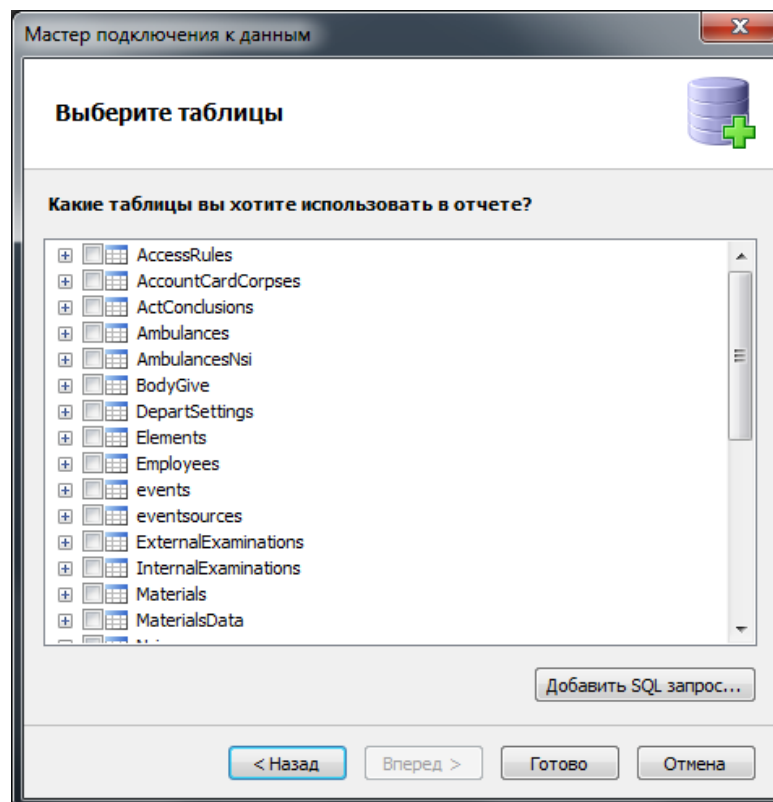 Мастер подключения к данным
Выберите таблицы
Какие таблицы вы хотите использовать в отчете?
AccessRules
AccountCardCorpses
ActConclusions
Ambulances
AmbulancesNsi
BodyGive
DepartSettings
Elements
Employees
events
eventsources
ExternalExaminations
InternalExaminations
Materials
MaterialsData
Добавить SQL запрос...
< Назад
Вперед >
Готово
Отмена